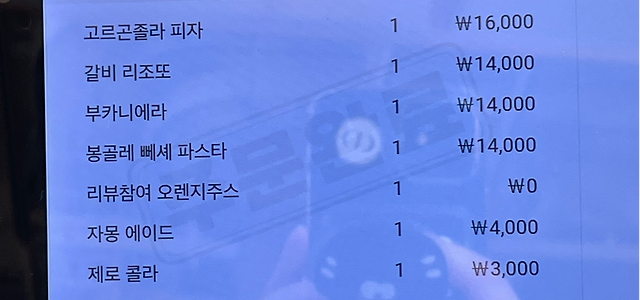 고르곤졸라 피자 1 ₩16,000
갈비 리조또 1 ₩14,000
부카니에라 1 ₩14,000
봉골레 뻬쉐 파스타 1 ₩14,000
리뷰참여 오렌지주스 1 ₩0
자몽 에이드 1 ₩4,000
제로 콜라 1 ₩3,000
주문완료